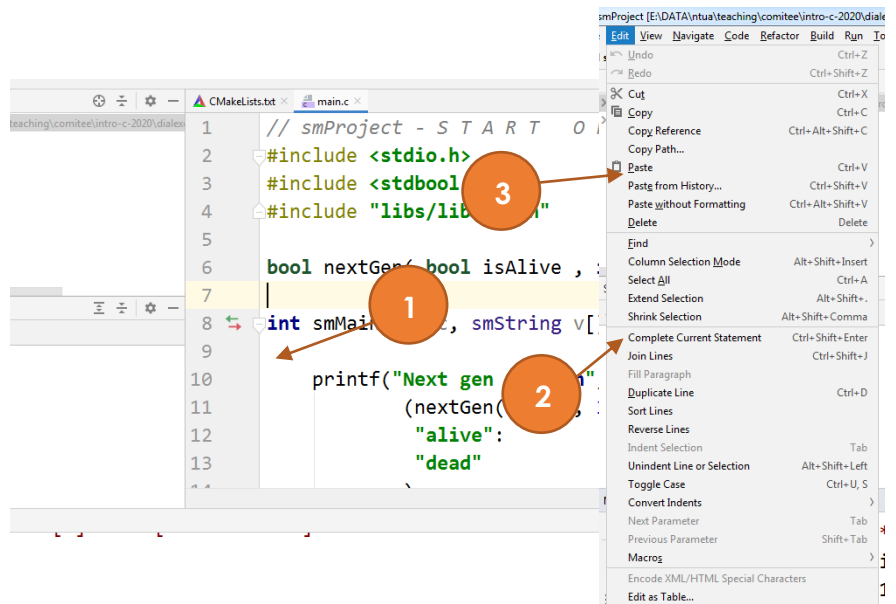 smProject [E:\DATA\ntua\teaching\comitee\intro-c-2020\diale
Edit View Navigate Code Refactor Build Run To
Undo Ctrl+Z
Redo Ctrl+Shift+Z
Cut Ctrl+X
Copy Ctrl+C
Copy Reference Ctrl+Alt+Shift+C
Copy Path...
Paste Ctrl+V
Paste from History... Ctrl+Shift+V
Paste without Formatting Ctrl+Alt+Shift+V
Delete Delete
Find
Column Selection Mode Alt+Shift+Insert
Select All Ctrl+A
Extend Selection Alt+Shift+.
Shrink Selection Alt+Shift+Comma
Complete Current Statement Ctrl+Shift+Enter
Join Lines Ctrl+Shift+J
Fill Paragraph
Duplicate Line Ctrl+D
Sort Lines
Reverse Lines
Indent Selection Tab
Unindent Line or Selection Alt+Shift+Left
Toggle Case Ctrl+U, S
Convert Indents
Next Parameter Tab
Previous Parameter Shift+Tab
Macros
Encode XML/HTML Special Characters
Edit as Table...
CMakeLists.txt main.c
teaching\comitee\intro-c-2020\dialex
1 // smProject - S T A R T O
2 #include <stdio.h>
3 #include <stdbool
4 #include "libs/lib
5
6 bool nextGen( bool isAlive ,
7
8 int smMain , smString v[]
9
10 printf("Next gen
11 (nextGen(
12 "alive":
13 "dead"
1
2
3